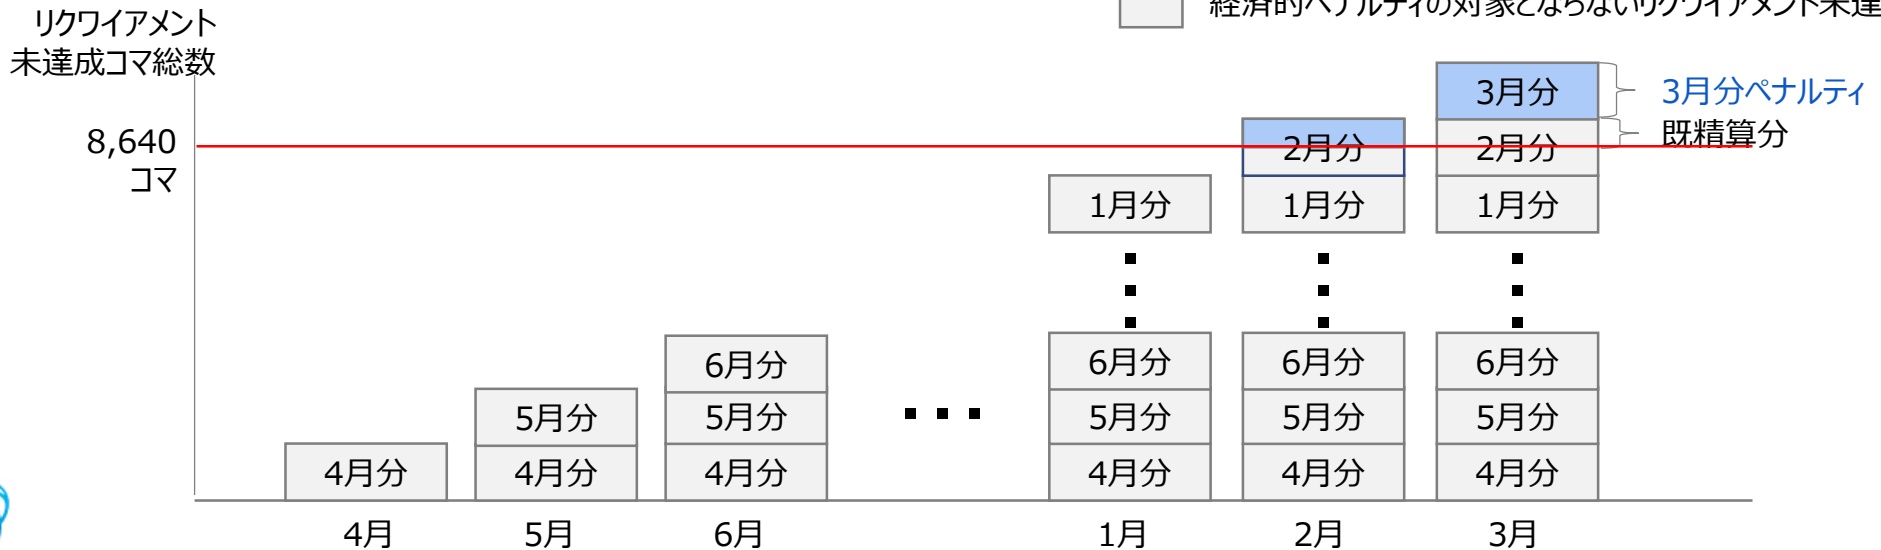 経済的ペナルティの対象とならないリクワイアメント未達
リクワイアメント
未達成コマ総数
8,640
コマ
3月分
3月分ペナルティ
2月分
2月分
既精算分
1月分
1月分
1月分
6月分
6月分
6月分
6月分
5月分
5月分
5月分
5月分
5月分
4月分
4月分
4月分
4月分
4月分
4月分
4月
5月
6月
1月
2月
3月